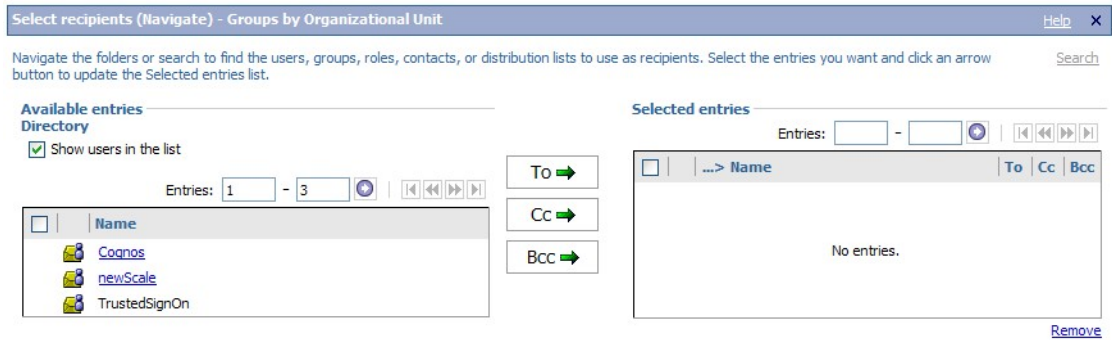 Select recipients (Navigate) - Groups by Organizational Unit
Help
Navigate the folders or search to find the users, groups, roles, contacts, or distribution lists to use as recipients. Select the entries you want and click an arrow
button to update the Selected entries list.
Search
Available entries
Directory
Show users in the list
Entries: 1 - 3
Name
Cognos
newScale
TrustedSignOn
To
Cc
Bcc
Selected entries
Entries: -
...> Name To Cc Bcc
No entries.
Remove